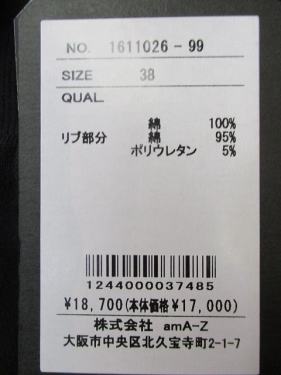 NO. 1611026-99
SIZE 38
QUAL.
綿 100%
リブ部分 綿 95%
ポリウレタン 5%
1244000037485
¥18,700(本体価格¥17,000)
株式会社 amA-Z
大阪市中央区北久宝寺町2-1-7